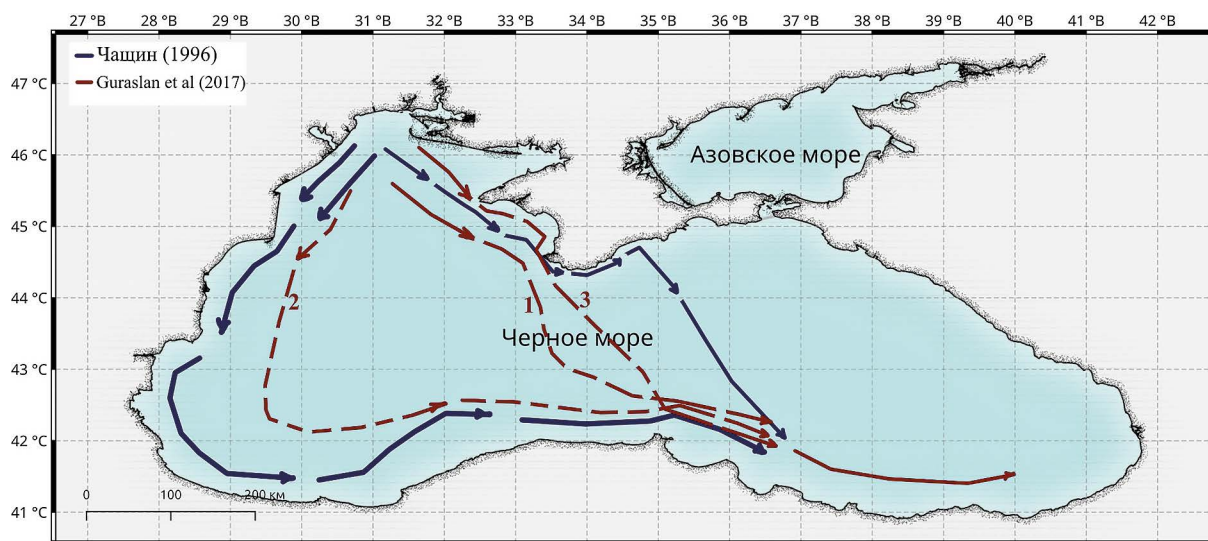 27 °В 28 °В 29 °В 30 °В 31 °В 32 °В 33 °В 34 °В 35 °В 36 °В 37 °В 38 °В 39 °В 40 °В 41 °В 42 °В
Чащин (1996)
Guraslan et al (2017)
47 °С
46 °С
Азовское море
45 °С
44 °С
2
1
3
Черное море
43 °С
42 °С
0 100 200 км
41 °С